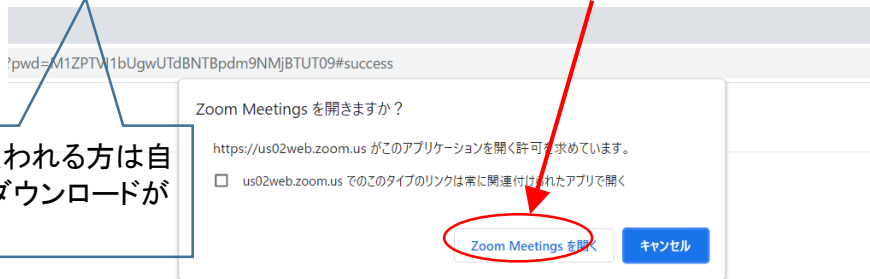 ?pwd=M1ZPTVl1bUgwUTdBNTBpdm9NMjBTUT09#success
Zoom Meetings を開きますか？
https://us02web.zoom.us がこのアプリケーションを開く許可を求めています。
us02web.zoom.us でのこのタイプのリンクは常に関連付けられたアプリで開く
われる方は自
ダウンロードが
Zoom Meetings を開く
キャンセル